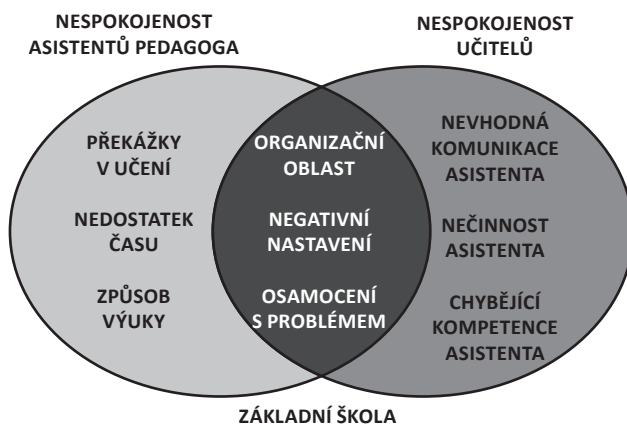 NESPOKOJENOST
ASISTENTŮ PEDAGOGA
NESPOKOJENOST
UČITELŮ
PŘEKÁŽKY
V UČENÍ
NEDOSTATEK
ČASU
ZPŮSOB
VÝUKY
ORGANIZAČNÍ
OBLAST
NEGATIVNÍ
NASTAVENÍ
OSAMOCENÍ
S PROBLÉMEM
NEVHODNÁ
KOMUNIKACE
ASISTENTA
NEČINNOST
ASISTENTA
CHYBĚJÍCÍ
KOMPETENCE
ASISTENTA
ZÁKLADNÍ ŠKOLA